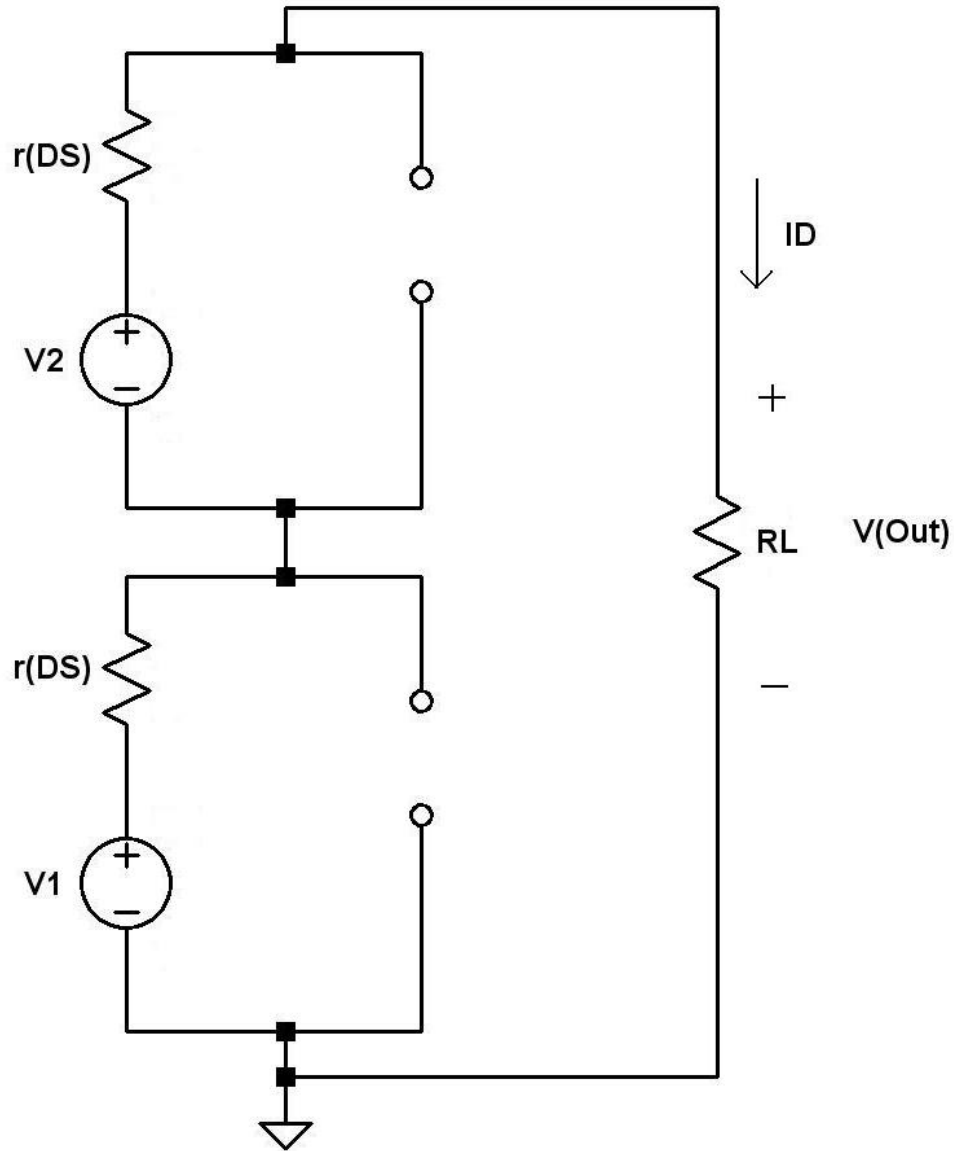 r(DS)
ID
+
V2
−
+
r(DS)
RL
V(Out)
−
+
V1
−